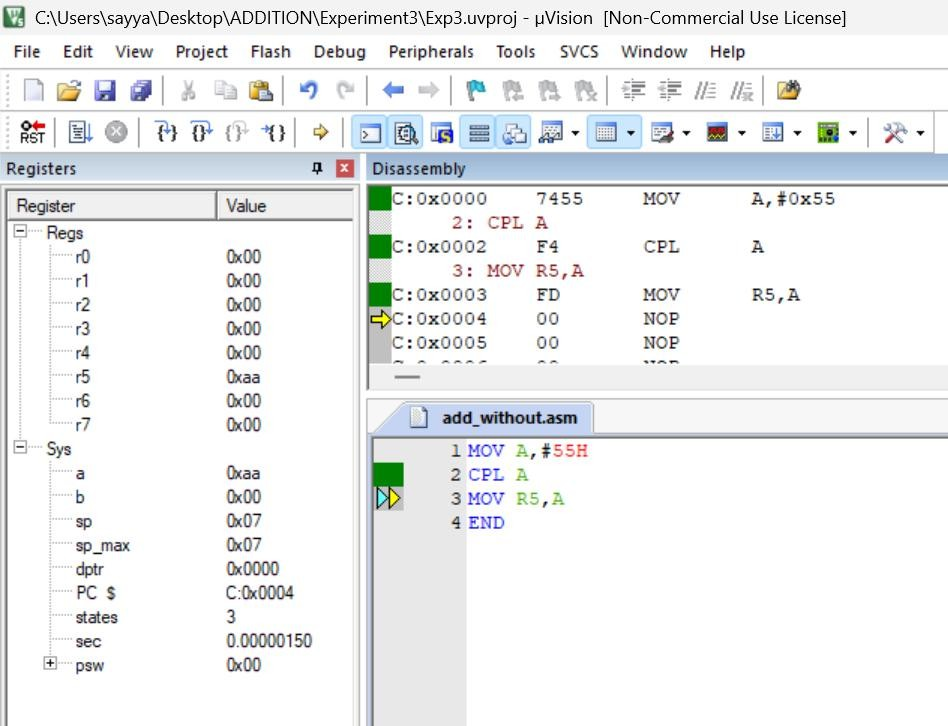 C:\Users\sayya\Desktop\ADDITION\Experiment3\Exp3.uvproj - µVision [Non-Commercial Use License]
File Edit View Project Flash Debug Peripherals Tools SVCS Window Help
RST
Registers
Register Value
Regs
r0 0x00
r1 0x00
r2 0x00
r3 0x00
r4 0x00
r5 0xaa
r6 0x00
r7 0x00
Sys
a 0xaa
b 0x00
sp 0x07
sp_max 0x07
dptr 0x0000
PC $ C:0x0004
states 3
sec 0.00000150
psw 0x00
Disassembly
C:0x0000 7455 MOV A,#0x55
2: CPL A
C:0x0002 F4 CPL A
3: MOV R5,A
C:0x0003 FD MOV R5,A
C:0x0004 00 NOP
C:0x0005 00 NOP
add_without.asm
1 MOV A,#55H
2 CPL A
3 MOV R5,A
4 END